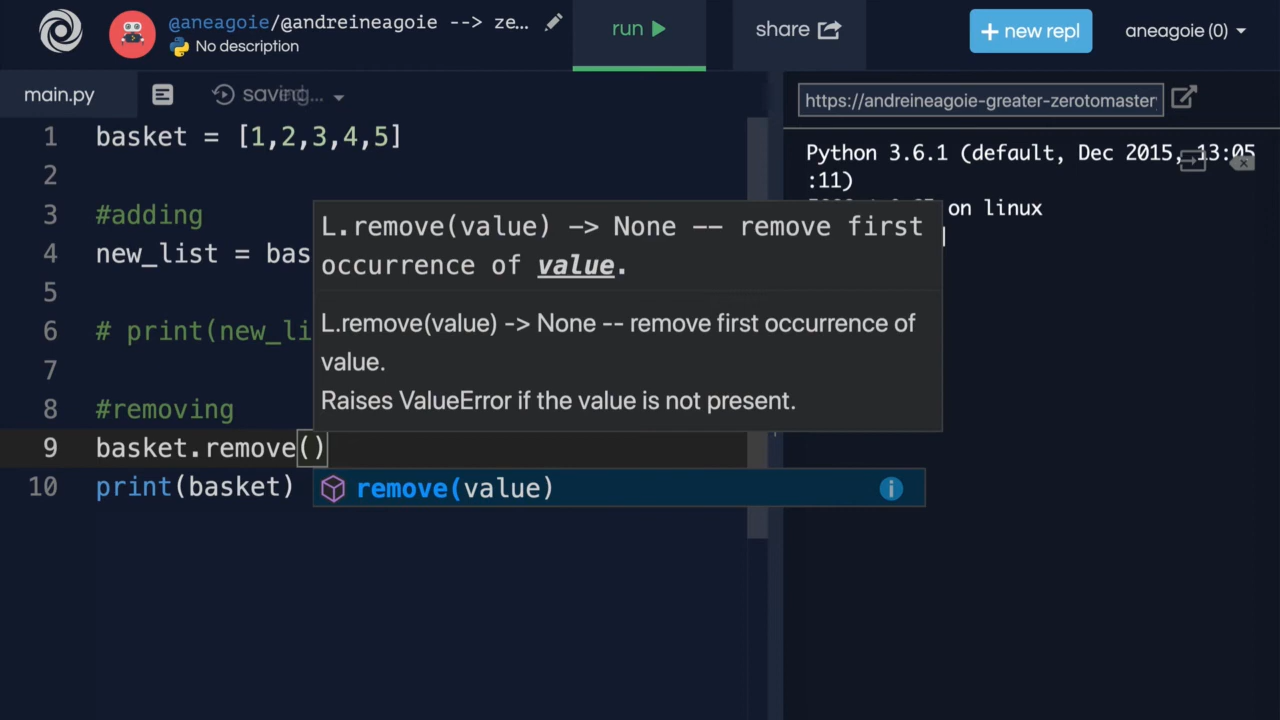 @aneagoie/@andreineagoie --> ze...
No description
run
share
+ new repl
aneagoie (0)
main.py
saving...
https://andreineagoie-greater-zerotomaster
1 basket = [1,2,3,4,5]
2
3 #adding
4 new_list = bas
5
6 # print(new_li
7
8 #removing
9 basket.remove()
10 print(basket)
L.remove(value) -> None -- remove first
occurrence of value.
L.remove(value) -> None -- remove first occurrence of
value.
Raises ValueError if the value is not present.
remove(value)
Python 3.6.1 (default, Dec 2015, 13:05
:11)
on linux